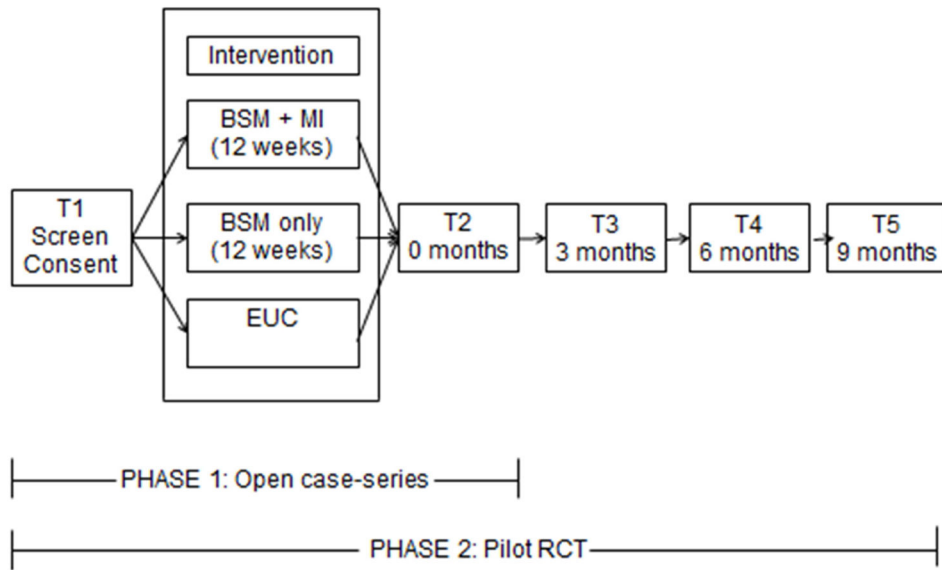 Intervention
BSM + MI
(12 weeks)
T1
Screen
Consent
BSM only
(12 weeks)
EUC
T2
0 months
T3
3 months
T4
6 months
T5
9 months
PHASE 1: Open case-series
PHASE 2: Pilot RCT